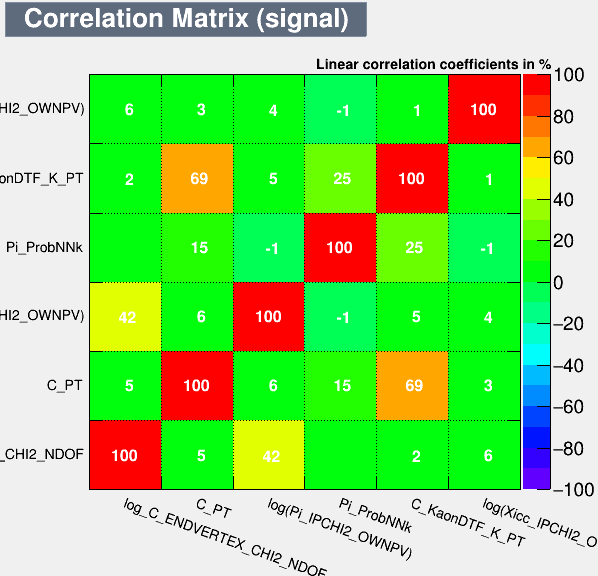 Correlation Matrix (signal)
Linear correlation coefficients in %
HI2_OWNPV) 6 3 4 -1 1 100
onDTF_K_PT 2 69 5 25 100 1
Pi_ProbNNk 15 -1 100 25 -1
HI2_OWNPV) 42 6 100 -1 5 4
C_PT 5 100 6 15 69 3
_CHI2_NDOF 100 5 42 2 6
log_C_ENDVERTEX_CHI2_NDOF
C_PT
log(Pi_IPCHI2_OWNPV)
Pi_ProbNNk
C_KaonDTF_K_PT
log(Xicc_IPCHI2_O
100
80
60
40
20
0
−20
−40
−60
−80
−100